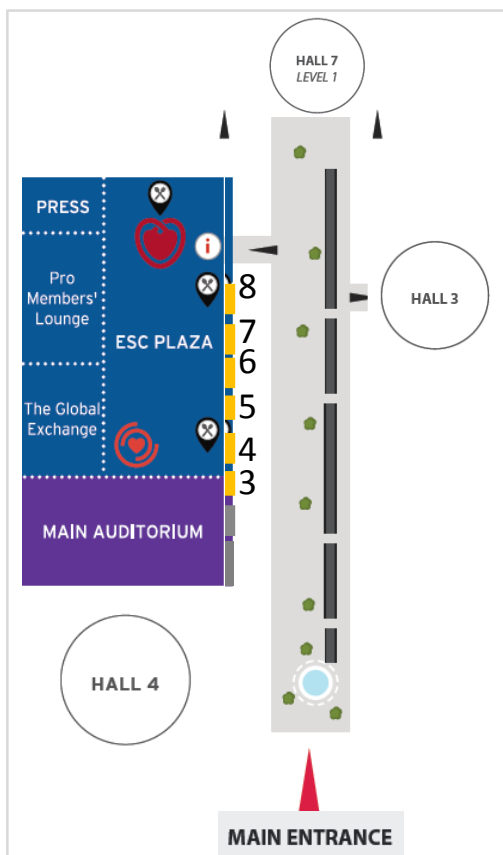 HALL 7
LEVEL 1
PRESS
i
Pro
Members'
Lounge
ESC PLAZA
8
7
6
5
4
3
HALL 3
The Global
Exchange
MAIN AUDITORIUM
HALL 4
MAIN ENTRANCE